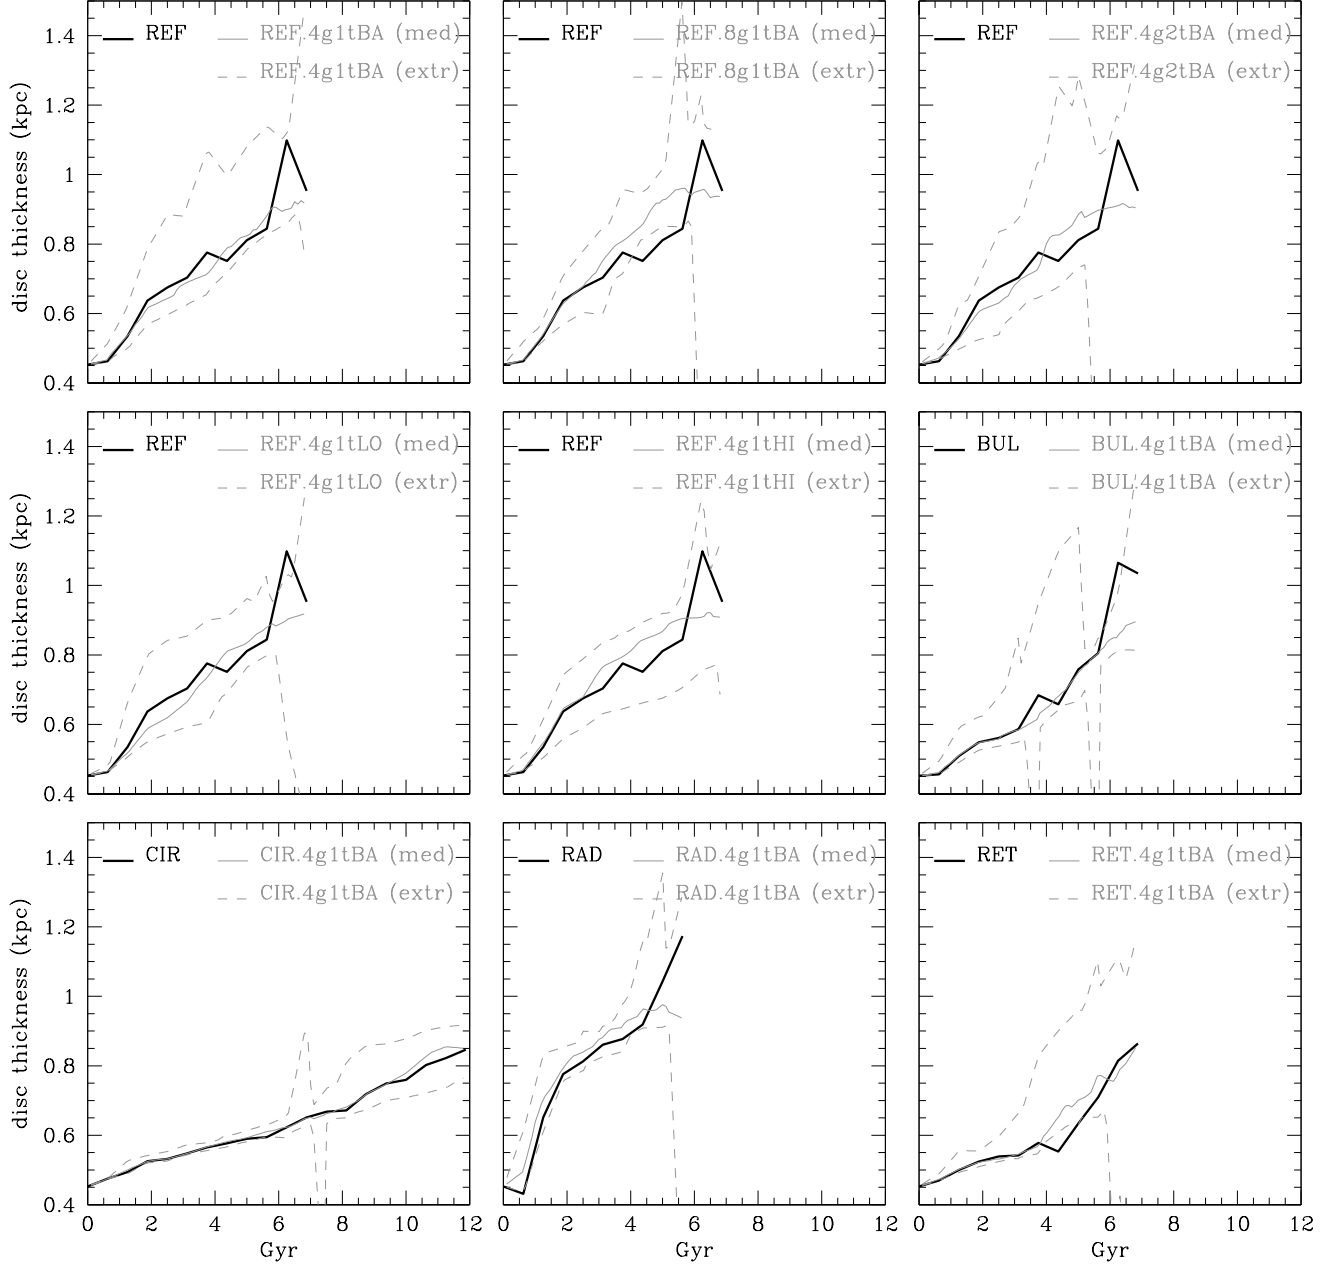 REF REF.4g1tBA (med)
REF.4g1tBA (extr)
REF REF.8g1tBA (med)
REF.8g1tBA (extr)
REF REF.4g2tBA (med)
REF.4g2tBA (extr)
1.4
1.2
1
0.8
0.6
0.4
disc thickness (kpc)
REF REF.4g1tLO (med)
REF.4g1tLO (extr)
REF REF.4g1tHI (med)
REF.4g1tHI (extr)
BUL BUL.4g1tBA (med)
BUL.4g1tBA (extr)
1.4
1.2
1
0.8
0.6
0.4
disc thickness (kpc)
CIR CIR.4g1tBA (med)
CIR.4g1tBA (extr)
RAD RAD.4g1tBA (med)
RAD.4g1tBA (extr)
RET RET.4g1tBA (med)
RET.4g1tBA (extr)
1.4
1.2
1
0.8
0.6
0.4
disc thickness (kpc)
0 2 4 6 8 10 12
0 2 4 6 8 10 12
0 2 4 6 8 10 12
Gyr
Gyr
Gyr